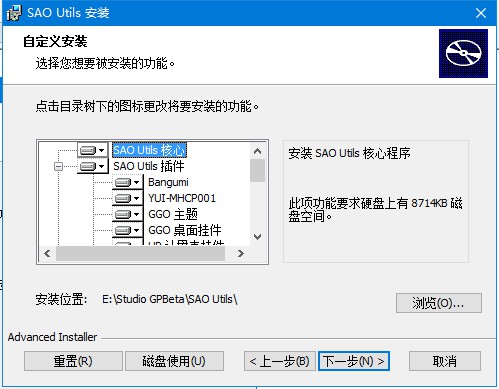 SAO Utils 安装
自定义安装
选择您想要被安装的功能。
点击目录树下的图标更改将要安装的功能。
SAO Utils 核心
SAO Utils 插件
Bangumi
YUI-MHCP001
GGO 主题
GGO 桌面挂件
安装 SAO Utils 核心程序
此项功能要求硬盘上有 8714KB 磁
盘空间。
安装位置: E:\Studio GPBeta\SAO Utils\
浏览(O)...
Advanced Installer
重置(R)
磁盘使用(U)
< 上一步(B)
下一步(N) >
取消